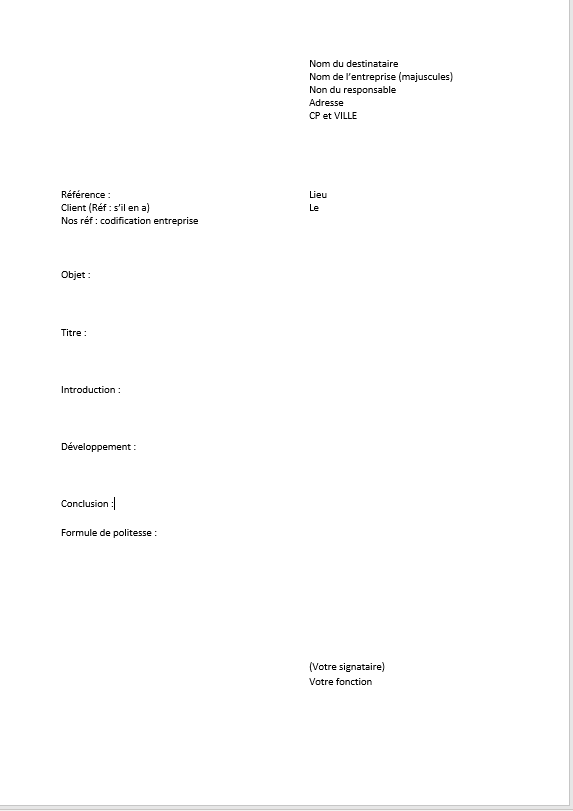 Nom du destinataire
Nom de l'entreprise (majuscules)
Non du responsable
Adresse
CP et VILLE
Référence :
Lieu
Client (Réf : s'il en a)
Le
Nos réf : codification entreprise
Objet :
Titre :
Introduction :
Développement :
Conclusion :
Formule de politesse :
(Votre signataire)
Votre fonction